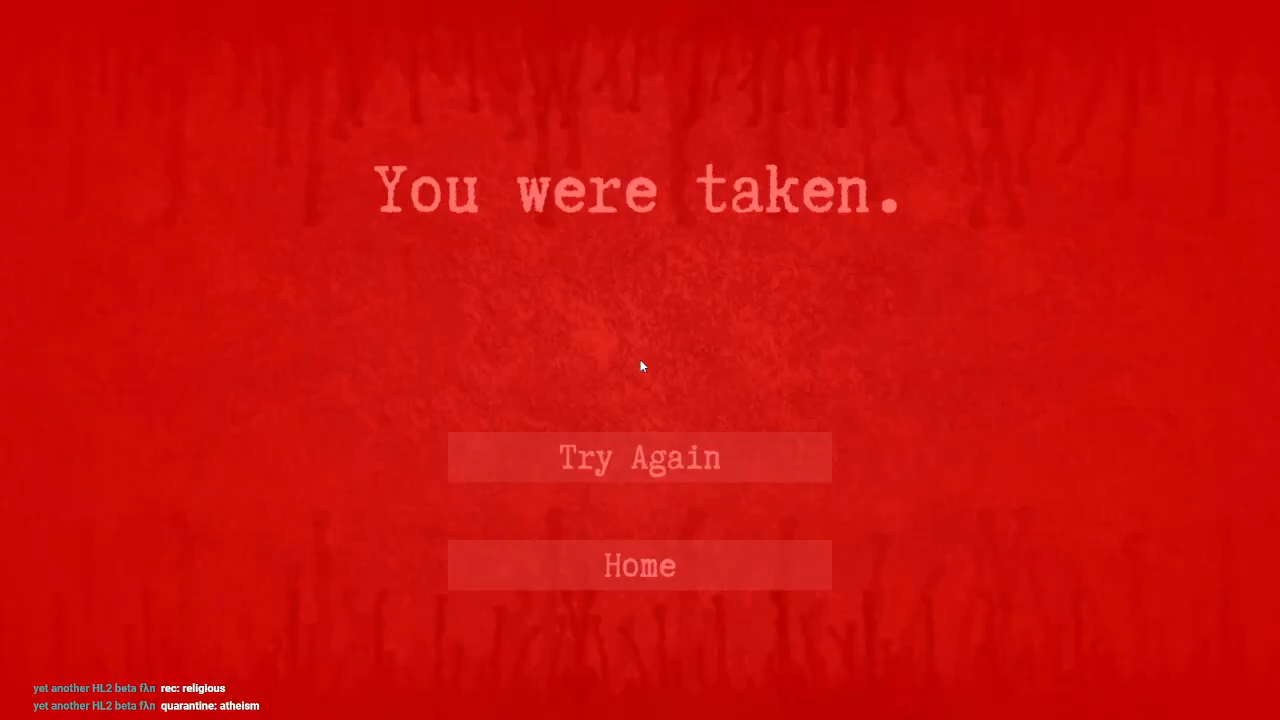 You were taken.
Try Again
Home
yet another HL2 beta fλn rec: religious
yet another HL2 beta fλn quarantine: atheism